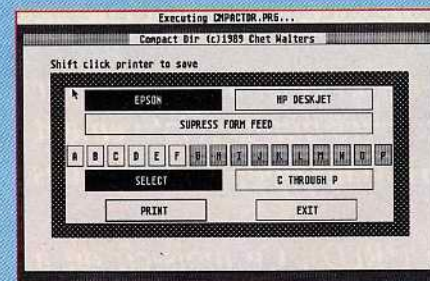 Executing CMPACTDR.PRG...
Compact Dir (c)1989 Chet Walters
Shift click printer to save
EPSON HP DESKJET
SUPRESS FORM FEED
A B C D E F G H I J K L M N O P
SELECT C THROUGH P
PRINT EXIT